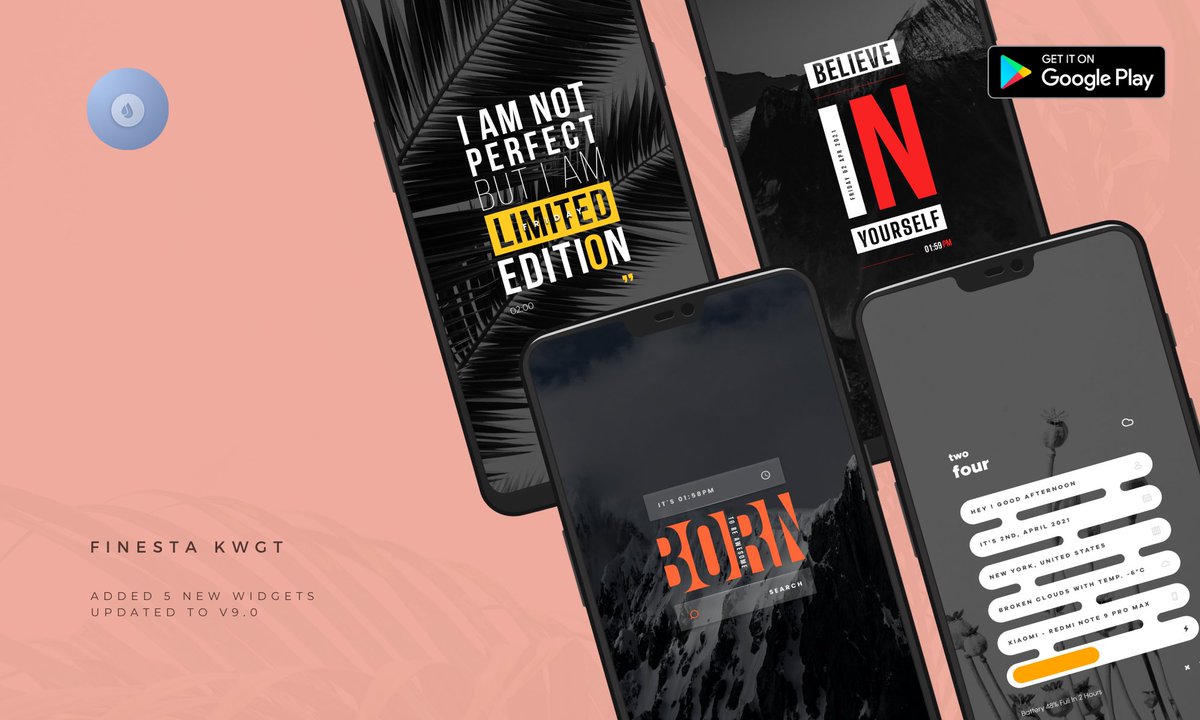 GET IT ON
Google Play
I AM NOT
PERFECT
BUT I AM
LIMITED
FRIDAY
EDITION
”
02:00
BELIEVE
IN
FRIDAY 02 APR 2021
YOURSELF
01:59 PM
IT'S 01:58PM
BORN
TO BE AWESOME
SEARCH
two
four
HEY ! GOOD AFTERNOON
IT'S 2ND, APRIL 2021
NEW YORK, UNITED STATES
BROKEN CLOUDS WITH TEMP. -6°C
XIAOMI - REDMI NOTE 9 PRO MAX
Battery 48% Full In 2 Hours
FINESTA KWGT
ADDED 5 NEW WIDGETS
UPDATED TO V9.0